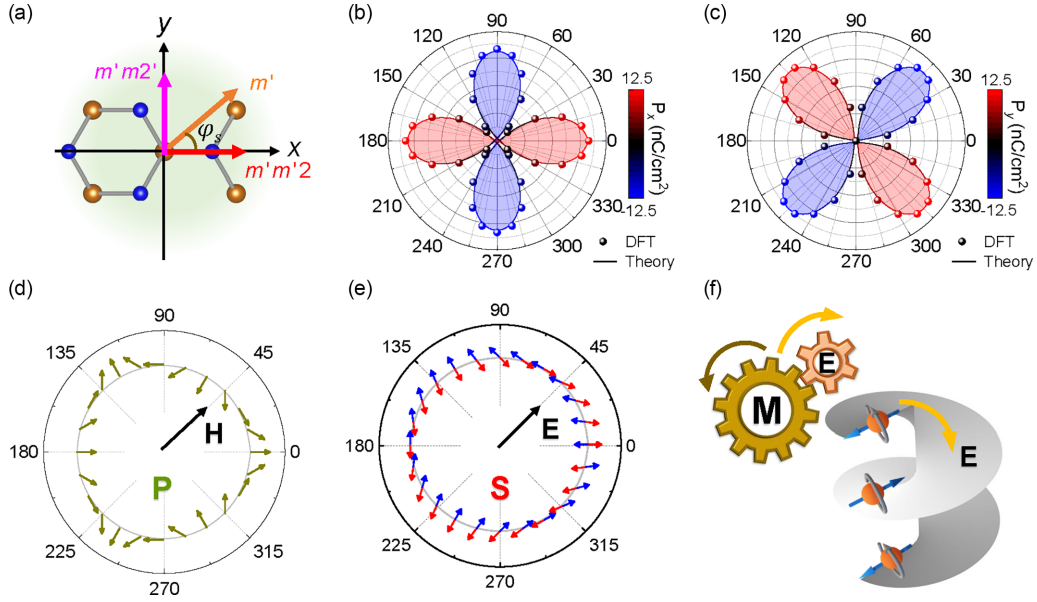 (a)
y
m'm2'
m'
φs
x
m'm'2
(b)
90
120
60
150
30
180
0
210
330
240
300
270
12.5
Px (nC/cm²)
-12.5
DFT
Theory
(c)
90
120
60
150
30
180
0
210
330
240
300
270
12.5
Py (nC/cm²)
-12.5
DFT
Theory
(d)
90
135
45
180
0
H
P
225
315
270
(e)
90
135
45
180
0
E
S
225
315
270
(f)
E
M
E